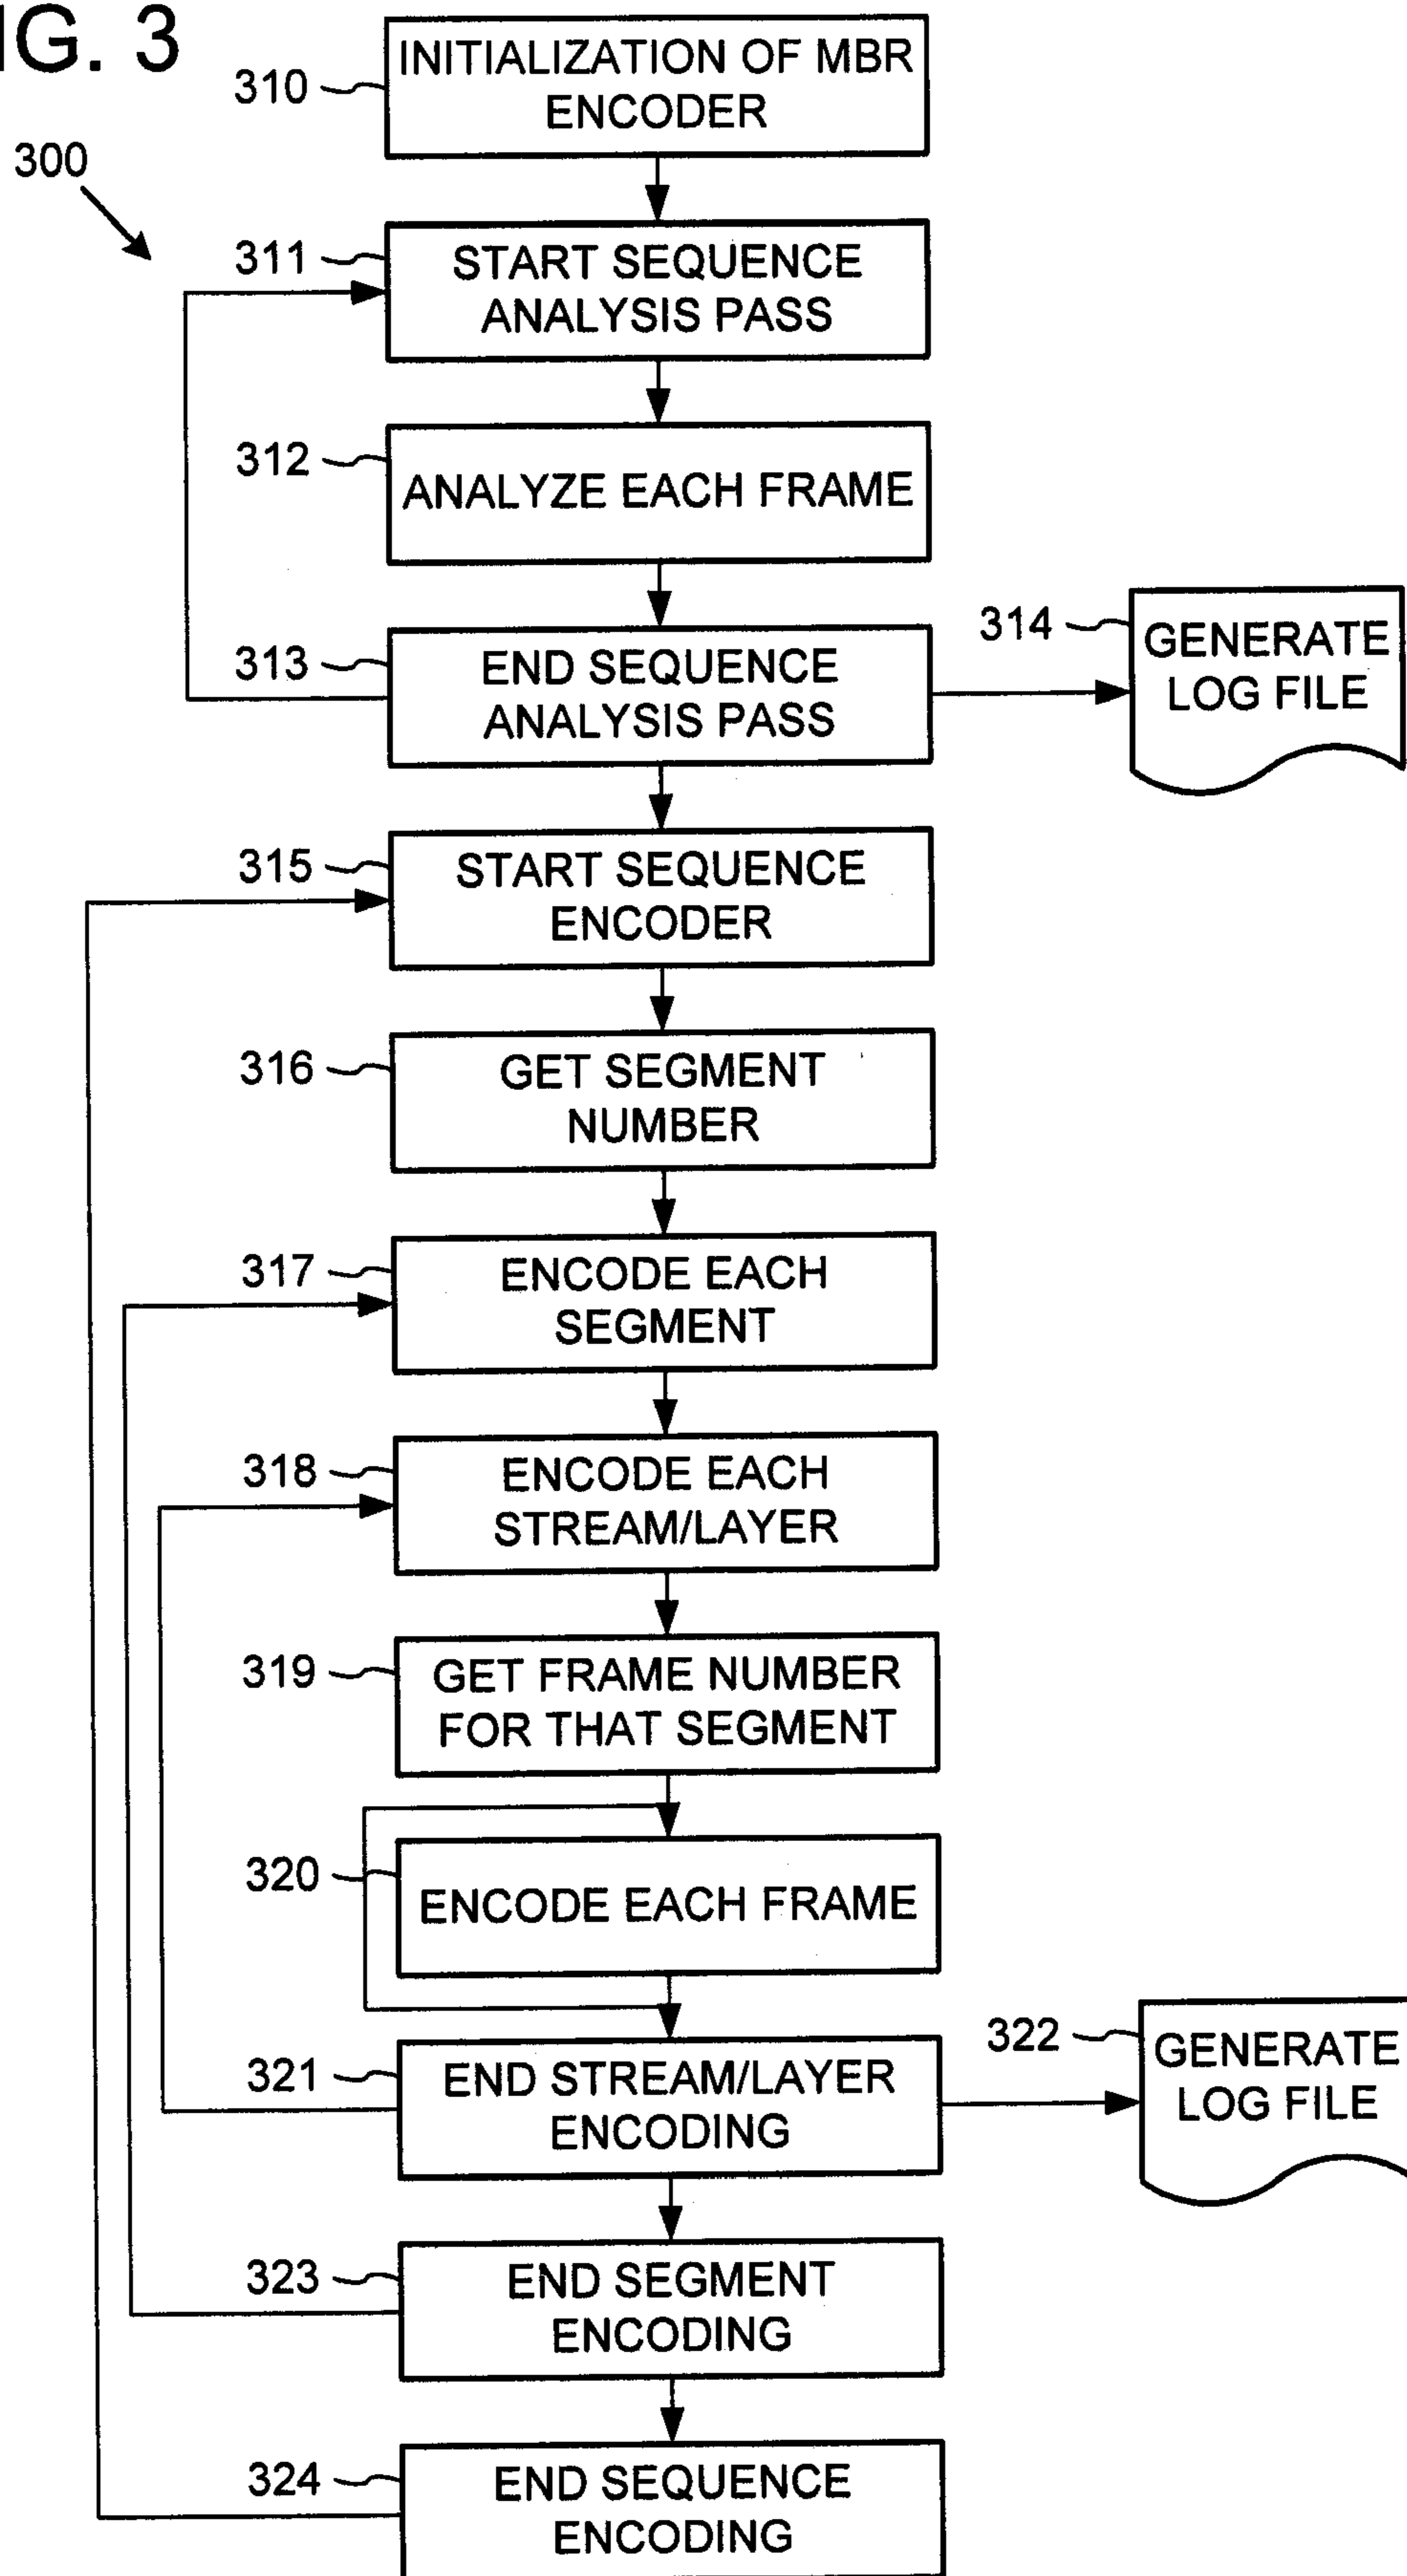 IG. 3
300
310
INITIALIZATION OF MBR
ENCODER
311
START SEQUENCE
ANALYSIS PASS
312
ANALYZE EACH FRAME
313
END SEQUENCE
ANALYSIS PASS
314
GENERATE
LOG FILE
315
START SEQUENCE
ENCODER
316
GET SEGMENT
NUMBER
317
ENCODE EACH
SEGMENT
318
ENCODE EACH
STREAM/LAYER
319
GET FRAME NUMBER
FOR THAT SEGMENT
320
ENCODE EACH FRAME
321
END STREAM/LAYER
ENCODING
322
GENERATE
LOG FILE
323
END SEGMENT
ENCODING
324
END SEQUENCE
ENCODING